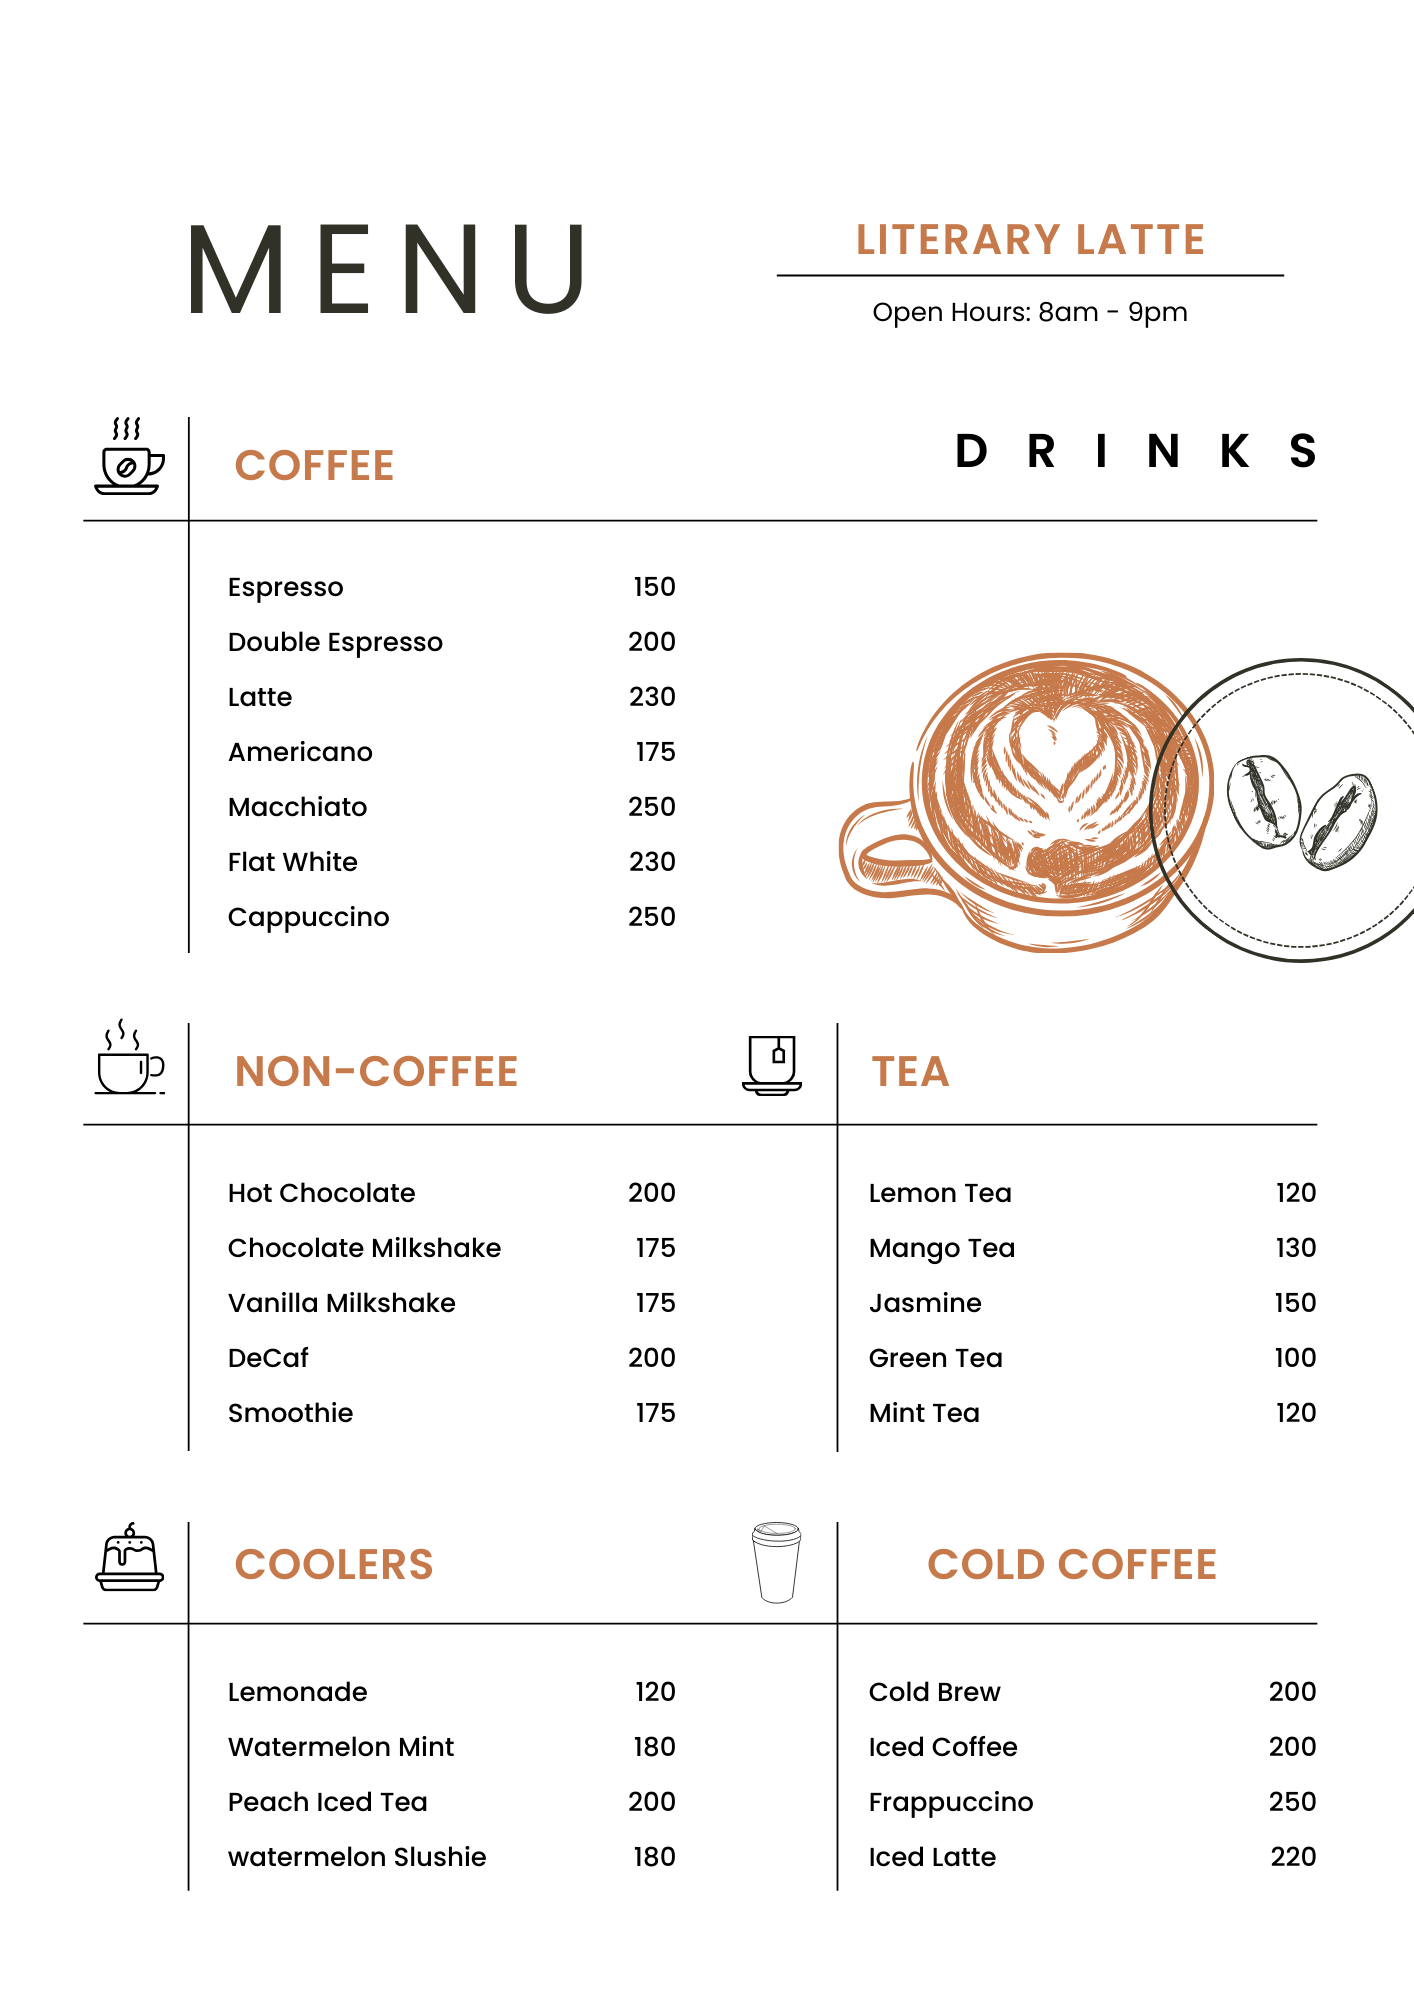 MENU
LITERARY LATTE
Open Hours: 8am - 9pm
COFFEE
DRINKS
Espresso 150
Double Espresso 200
Latte 230
Americano 175
Macchiato 250
Flat White 230
Cappuccino 250
NON-COFFEE
Hot Chocolate 200
Chocolate Milkshake 175
Vanilla Milkshake 175
DeCaf 200
Smoothie 175
TEA
Lemon Tea 120
Mango Tea 130
Jasmine 150
Green Tea 100
Mint Tea 120
COOLERS
Lemonade 120
Watermelon Mint 180
Peach Iced Tea 200
watermelon Slushie 180
COLD COFFEE
Cold Brew 200
Iced Coffee 200
Frappuccino 250
Iced Latte 220